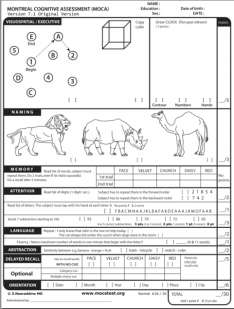 MONTREAL COGNITIVE ASSESSMENT (MOCA)
Version 7.1 Original Version
NAME :
Education :
Sex :
Date of birth :
DATE :
VISUOSPATIAL / EXECUTIVE
Copy cube
Draw CLOCK (Ten past eleven)
(3 points)
E
End
A
5
B
2
1
Begin
D
4
3
C
[ ]
[ ]
[ ]
Contour
[ ]
Numbers
[ ]
Hands
__/5
NAMING
[ ]
[ ]
[ ]
__/3
MEMORY
Read list of words, subject must repeat them. Do 2 trials, even if 1st trial is successful. Do a recall after 5 minutes.
FACE VELVET CHURCH DAISY RED
1st trial
2nd trial
No points
ATTENTION
Read list of digits (1 digit/ sec.).
Subject has to repeat them in the forward order [ ] 2 1 8 5 4
Subject has to repeat them in the backward order [ ] 7 4 2
__/2
Read list of letters. The subject must tap with his hand at each letter A. No points if ≥ 2 errors
[ ] F B A C M N A A J K L B A F A K D E A A A J A M O F A A B
__/1
Serial 7 subtraction starting at 100
[ ] 93
[ ] 86
[ ] 79
[ ] 72
[ ] 65
4 or 5 correct subtractions: 3 pts, 2 or 3 correct: 2 pts, 1 correct: 1 pt, 0 correct: 0 pt
__/3
LANGUAGE
Repeat : I only know that John is the one to help today. [ ]
The cat always hid under the couch when dogs were in the room. [ ]
__/2
Fluency / Name maximum number of words in one minute that begin with the letter F
[ ] ____ (N ≥ 11 words)
__/1
ABSTRACTION
Similarity between e.g. banana - orange = fruit
[ ] train – bicycle
[ ] watch - ruler
__/2
DELAYED RECALL
Has to recall words WITH NO CUE
FACE VELVET CHURCH DAISY RED
[ ] [ ] [ ] [ ] [ ]
Points for UNCUED recall only
__/5
Optional
Category cue
Multiple choice cue
ORIENTATION
[ ] Date
[ ] Month
[ ] Year
[ ] Day
[ ] Place
[ ] City
__/6
© Z.Nasreddine MD
www.mocatest.org
Normal ≥ 26 / 30
TOTAL
__/30
Administered by:
Add 1 point if ≤ 12 yr edu